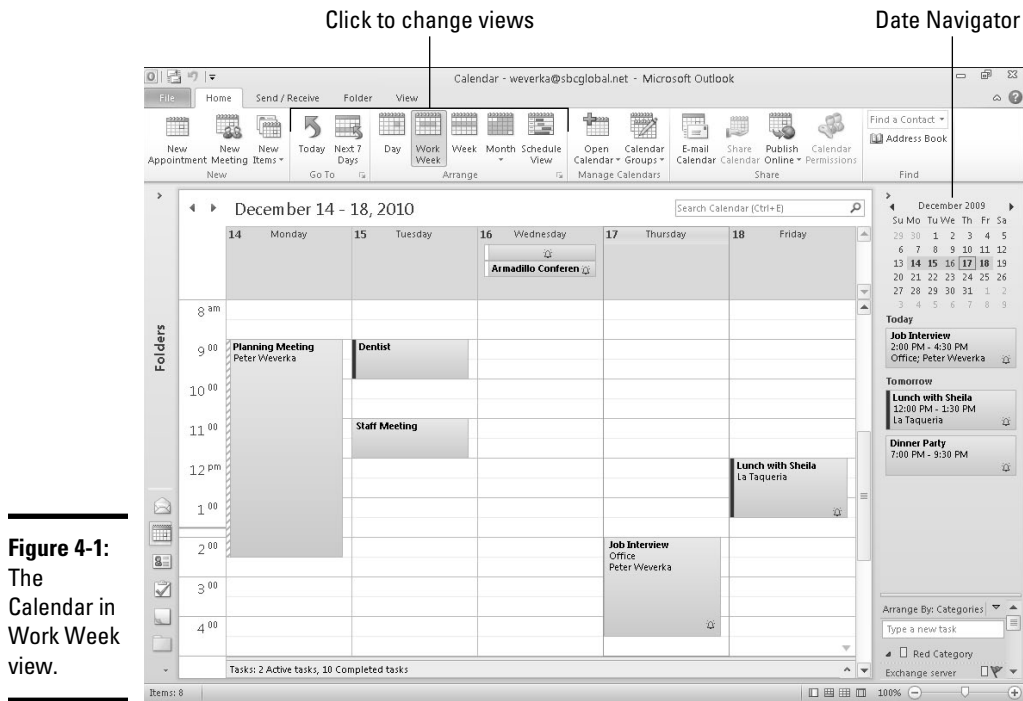 Click to change views
Date Navigator
Calendar - weverka@sbcglobal.net - Microsoft Outlook
File Home Send / Receive Folder View
New Appointment
New Meeting
New Items
New
Today
Next 7 Days
Go To
Day
Work Week
Week
Month
Schedule View
Arrange
Open Calendar
Calendar Groups
Manage Calendars
E-mail Calendar
Share Calendar
Publish Online
Calendar Permissions
Share
Find a Contact
Address Book
Find
December 14 - 18, 2010
Search Calendar (Ctrl+E)
14 Monday
15 Tuesday
16 Wednesday
17 Thursday
18 Friday
Armadillo Conferen
Folders
8 am
9 00
10 00
11 00
12 pm
1 00
2 00
3 00
4 00
Planning Meeting
Peter Weverka
Dentist
Staff Meeting
Lunch with Sheila
La Taqueria
Job Interview
Office
Peter Weverka
Tasks: 2 Active tasks, 10 Completed tasks
December 2009
Su Mo Tu We Th Fr Sa
29 30 1 2 3 4 5
6 7 8 9 10 11 12
13 14 15 16 17 18 19
20 21 22 23 24 25 26
27 28 29 30 31 1 2
3 4 5 6 7 8 9
Today
Job Interview
2:00 PM - 4:30 PM
Office; Peter Weverka
Tomorrow
Lunch with Sheila
12:00 PM - 1:30 PM
La Taqueria
Dinner Party
7:00 PM - 9:30 PM
Arrange By: Categories
Type a new task
Red Category
Exchange server
Items: 8
100%
Figure 4-1:
The
Calendar in
Work Week
view.